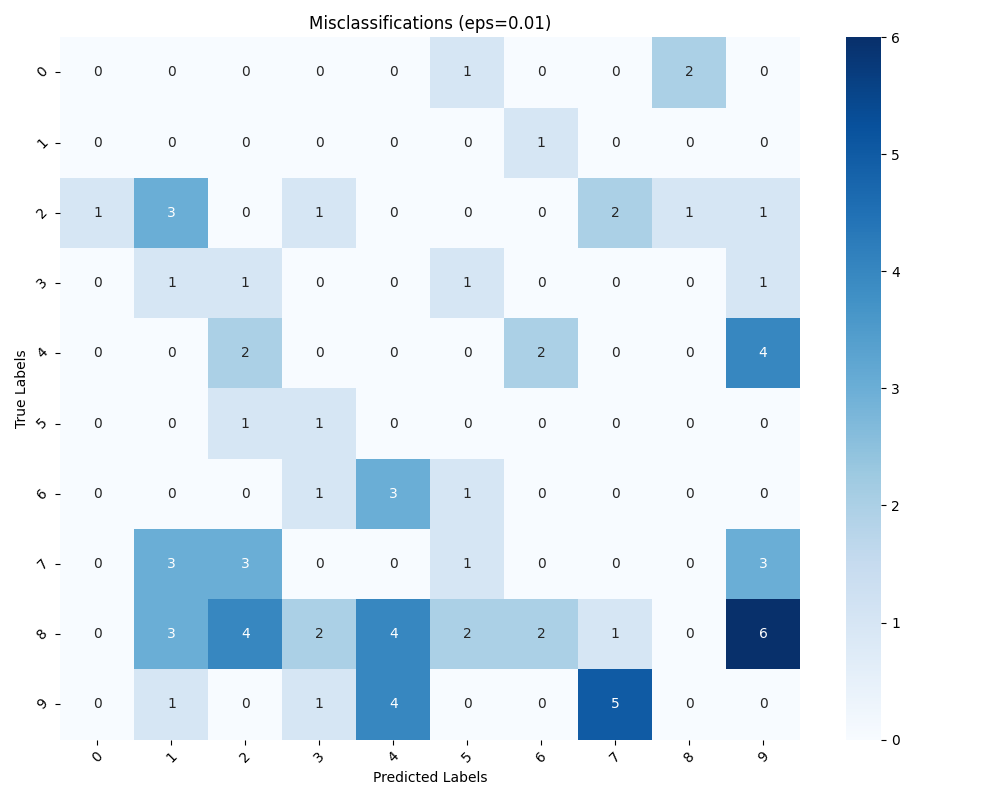 Misclassifications (eps=0.01)
0 0 0 0 0 0 1 0 0 2 0
1 0 0 0 0 0 0 1 0 0 0
2 1 3 0 1 0 0 0 2 1 1
3 0 1 1 0 0 1 0 0 0 1
4 0 0 2 0 0 0 2 0 0 4
5 0 0 1 1 0 0 0 0 0 0
6 0 0 0 1 3 1 0 0 0 0
7 0 3 3 0 0 1 0 0 0 3
8 0 3 4 2 4 2 2 1 0 6
9 0 1 0 1 4 0 0 5 0 0
0 1 2 3 4 5 6 7 8 9
Predicted Labels
True Labels
6
5
4
3
2
1
0